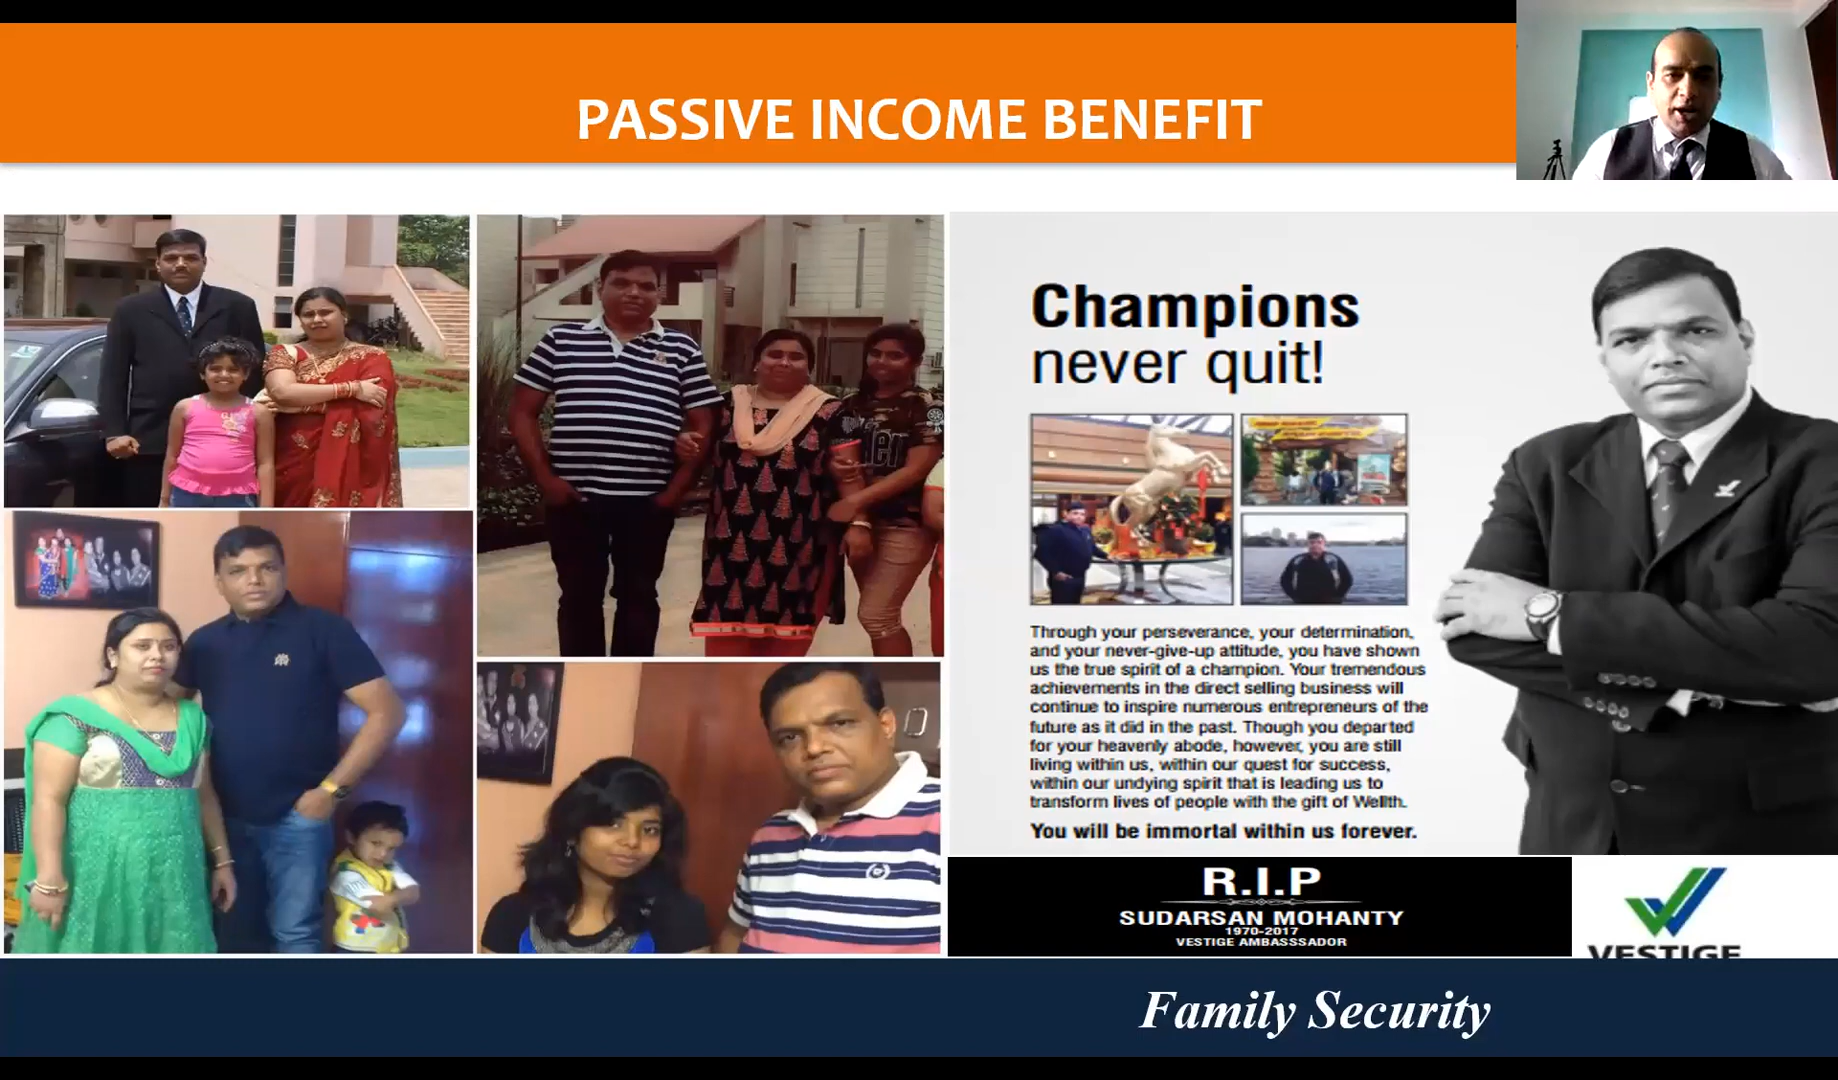 PASSIVE INCOME BENEFIT
Champions
never quit!
Through your perseverance, your determination,
and your never-give-up attitude, you have shown
us the true spirit of a champion. Your tremendous
achievements in the direct selling business will
continue to inspire numerous entrepreneurs of the
future as it did in the past. Though you departed
for your heavenly abode, however, you are still
living within us, within our quest for success,
within our undying spirit that is leading us to
transform lives of people with the gift of Wellth.
You will be immortal within us forever.
R.I.P
SUDARSAN MOHANTY
1970-2017
VESTIGE AMBASSSADOR
VESTIGE
Family Security